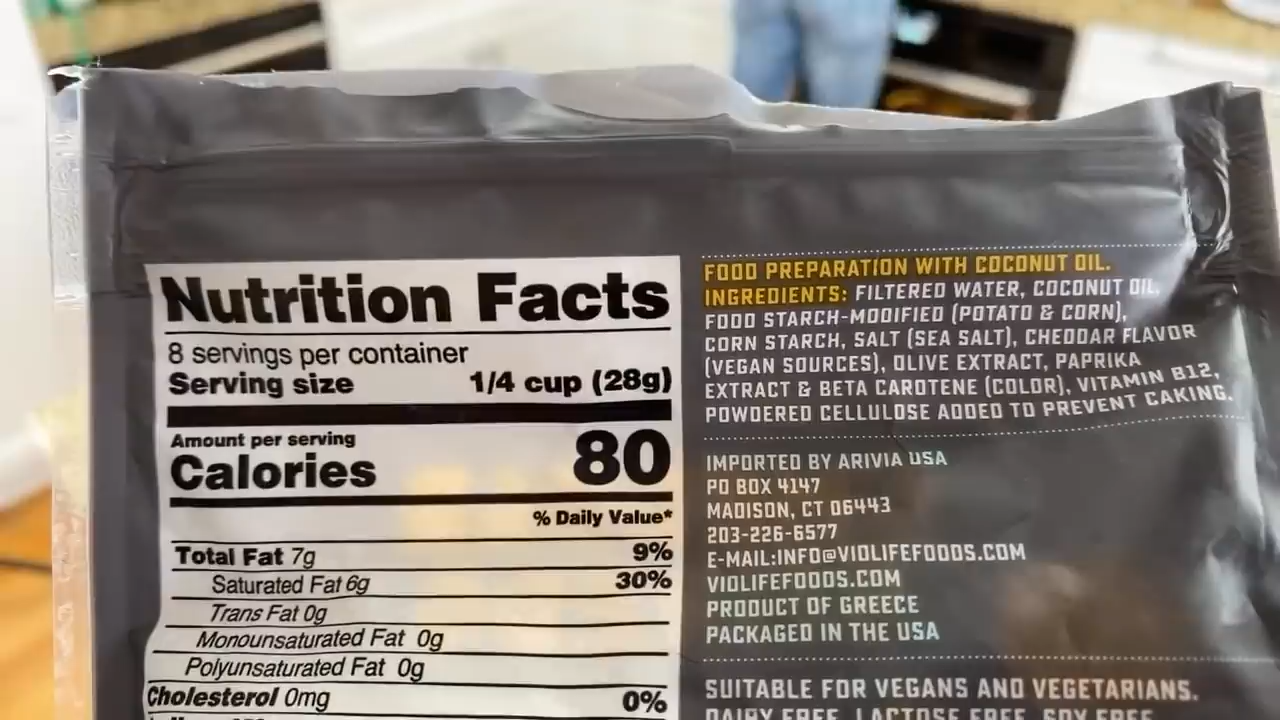 Nutrition Facts
8 servings per container
Serving size 1/4 cup (28g)
Amount per serving
Calories 80
% Daily Value*
Total Fat 7g 9%
Saturated Fat 6g 30%
Trans Fat 0g
Monounsaturated Fat 0g
Polyunsaturated Fat 0g
Cholesterol 0mg 0%
FOOD PREPARATION WITH COCONUT OIL.
INGREDIENTS: FILTERED WATER, COCONUT OIL,
FOOD STARCH-MODIFIED (POTATO & CORN),
CORN STARCH, SALT (SEA SALT), CHEDDAR FLAVOR
(VEGAN SOURCES), OLIVE EXTRACT, PAPRIKA
EXTRACT & BETA CAROTENE (COLOR), VITAMIN B12,
POWDERED CELLULOSE ADDED TO PREVENT CAKING.
IMPORTED BY ARIVIA USA
PO BOX 4147
MADISON, CT 06443
203-226-6577
E-MAIL:INFO@VIOLIFEFOODS.COM
VIOLIFEFOODS.COM
PRODUCT OF GREECE
PACKAGED IN THE USA
SUITABLE FOR VEGANS AND VEGETARIANS.
DAIRY FREE, LACTOSE FREE, SOY FREE,